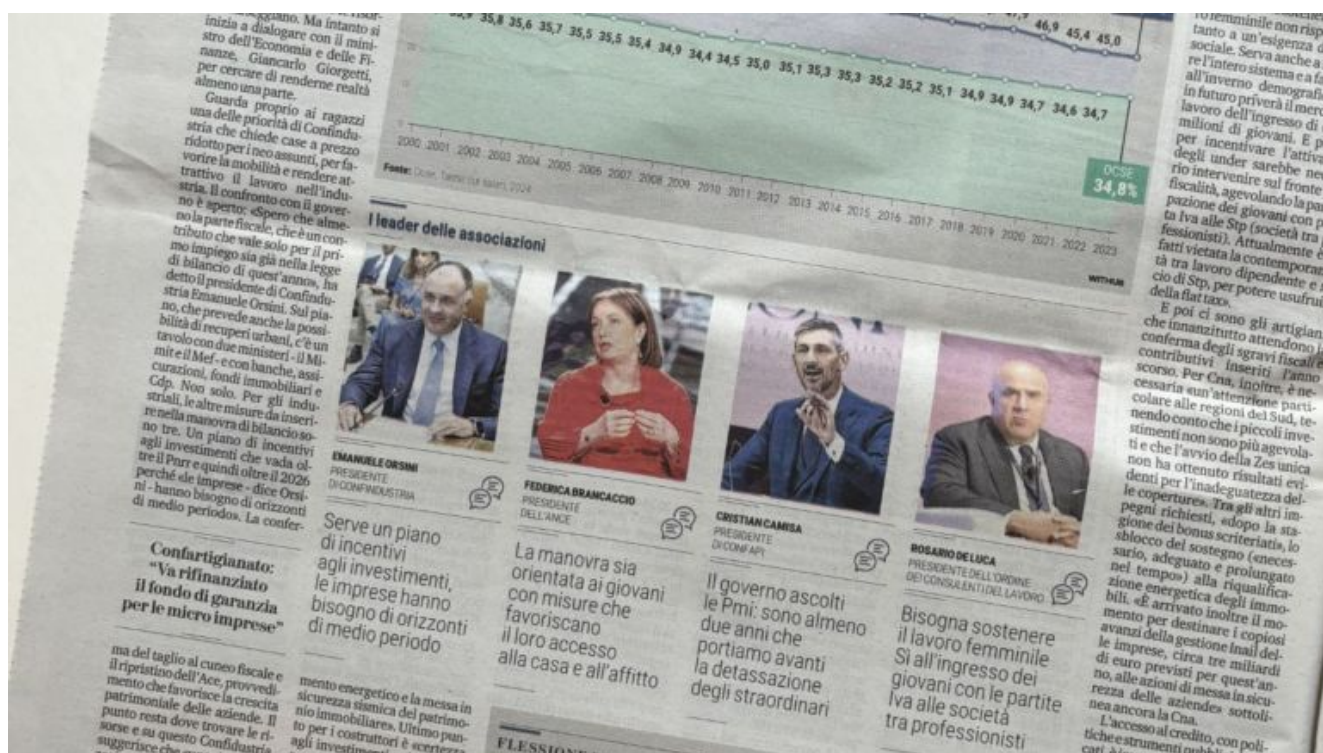 eggiano. Ma intanto si
inizia a dialogare con il mini-
stro dell'Economia e delle Fi-
nanze, Giancarlo Giorgetti,
per cercare di renderne realtà
almeno una parte.
Guarda proprio ai ragazzi
una delle priorità di Confindu-
stria che chiede case a prezzo
ridotto per i neo assunti, per fa-
vorire la mobilità e rendere at-
trattivo il lavoro nell'indu-
stria. Il confronto con il gover-
no è aperto: «Spero che alme-
no la parte fiscale, che è un con-
tributo che vale solo per il pri-
mo impiego sia già nella legge
di bilancio di quest'anno», ha
detto il presidente di Confindu-
stria Emanuele Orsini. Sul pia-
no, che prevede anche la possi-
bilità di recuperi urbani, c'è un
tavolo con due ministeri - il Mi-
mit e il Mef - e con banche, assi-
curazioni, fondi immobiliari e
Cdp. Non solo. Per gli indu-
striali, le altre misure da inseri-
re nella manovra di bilancio so-
no tre. Un piano di incentivi
agli investimenti che vada ol-
tre il Pnrr e quindi oltre il 2026
perché «le imprese - dice Orsi-
ni - hanno bisogno di orizzonti
di medio periodo». La confer-
Confartigianato:
"Va rifinanziato
il fondo di garanzia
per le micro imprese"
ma del taglio al cuneo fiscale e
il ripristino dell'Ace, provvedi-
mento che favorisce la crescita
patrimoniale delle aziende. Il
punto resta dove trovare le ri-
sorse e su questo Confindustria
suggerisce che
46,9 45,4 45,0
35,8 35,6 35,7 35,5 35,5 35,4 34,9 34,4 34,5 35,0 35,1 35,3 35,3 35,2 35,2 35,1 34,9 34,9 34,7 34,6 34,7
0
2000 2001 2002 2003 2004 2005 2006 2007 2008 2009 2010 2011 2012 2013 2014 2015 2016 2017 2018 2019 2020 2021 2022 2023
OCSE
34,8%
Fonte: Ocse, Taxing our wages, 2024
WITHUB
I leader delle associazioni
EMANUELE ORSINI
PRESIDENTE
DI CONFINDUSTRIA
Serve un piano
di incentivi
agli investimenti,
le imprese hanno
bisogno di orizzonti
di medio periodo
FEDERICA BRANCACCIO
PRESIDENTE
DELL'ANCE
La manovra sia
orientata ai giovani
con misure che
favoriscano
il loro accesso
alla casa e all'affitto
CRISTIAN CAMISA
PRESIDENTE
DI CONFAPI
Il governo ascolti
le Pmi: sono almeno
due anni che
portiamo avanti
la detassazione
degli straordinari
ROSARIO DE LUCA
PRESIDENTE DELL'ORDINE
DEI CONSULENTI DEL LAVORO
Bisogna sostenere
il lavoro femminile
Sì all'ingresso dei
giovani con le partite
Iva alle società
tra professionisti
mento energetico e la messa in
sicurezza sismica del patrimo-
nio immobiliare». Ultimo pun-
to per i costruttori è «certezza
agli investimenti
FLESSIONE
ro femminile non risp
tanto a un'esigenza d
sociale. Serva anche a
re l'intero sistema e a fa
all'inverno demografi
in futuro priverà il merc
lavoro dell'ingresso di
milioni di giovani. E p
per incentivare l'attiva
degli under sarebbe nec
rio intervenire sul fronte
fiscalità, agevolando la par
pazione dei giovani con p
ta Iva alle Stp (società tra
fessionisti). Attualmente è
fatti vietata la contemporan
tà tra lavoro dipendente e
cio di Stp, per potere usufrui
della flat tax».
E poi ci sono gli artigian
che innanzitutto attendono
conferma degli sgravi fiscali e
contributivi inseriti l'anno
scorso. Per Cna, inoltre, è ne-
cessaria «un'attenzione parti-
colare alle regioni del Sud, te-
nendo conto che i piccoli inve-
stimenti non sono più agevola-
ti e che l'avvio della Zes unica
non ha ottenuto risultati evi-
denti per l'inadeguatezza del-
le coperture». Tra gli altri im-
pegni richiesti, «dopo la sta-
gione dei bonus scriteriati», lo
sblocco del sostegno («neces-
sario, adeguato e prolungato
nel tempo») alla riqualifica-
zione energetica degli immo-
bili. «È arrivato inoltre il mo-
mento per destinare i copiosi
avanzi della gestione Inail del-
le imprese, circa tre miliardi
di euro previsti per quest'an-
no, alle azioni di messa in sicu-
rezza delle aziende» sottoli-
nea ancora la Cna.
L'accesso al credito, con poli-
tiche e strumenti